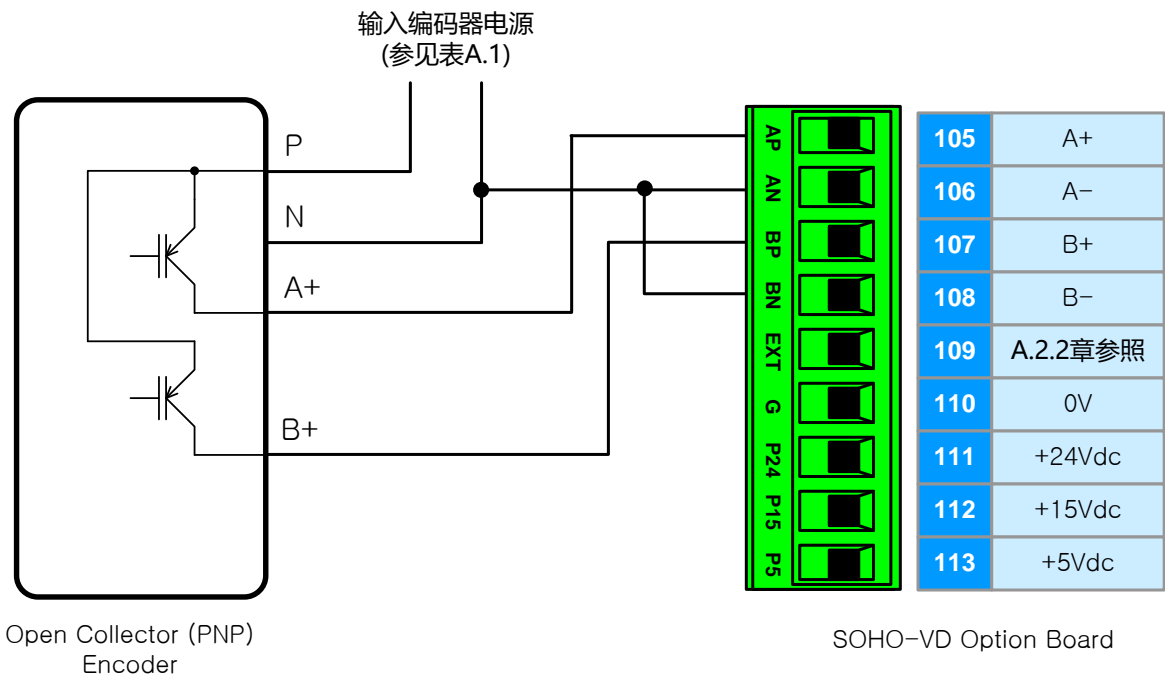 输入编码器电源
(参见表A.1)
P
N
A+
B+
Open Collector (PNP)
Encoder
AP
AN
BP
BN
EXT
G
P24
P15
P5
105 A+
106 A-
107 B+
108 B-
109 A.2.2章参照
110 0V
111 +24Vdc
112 +15Vdc
113 +5Vdc
SOHO-VD Option Board